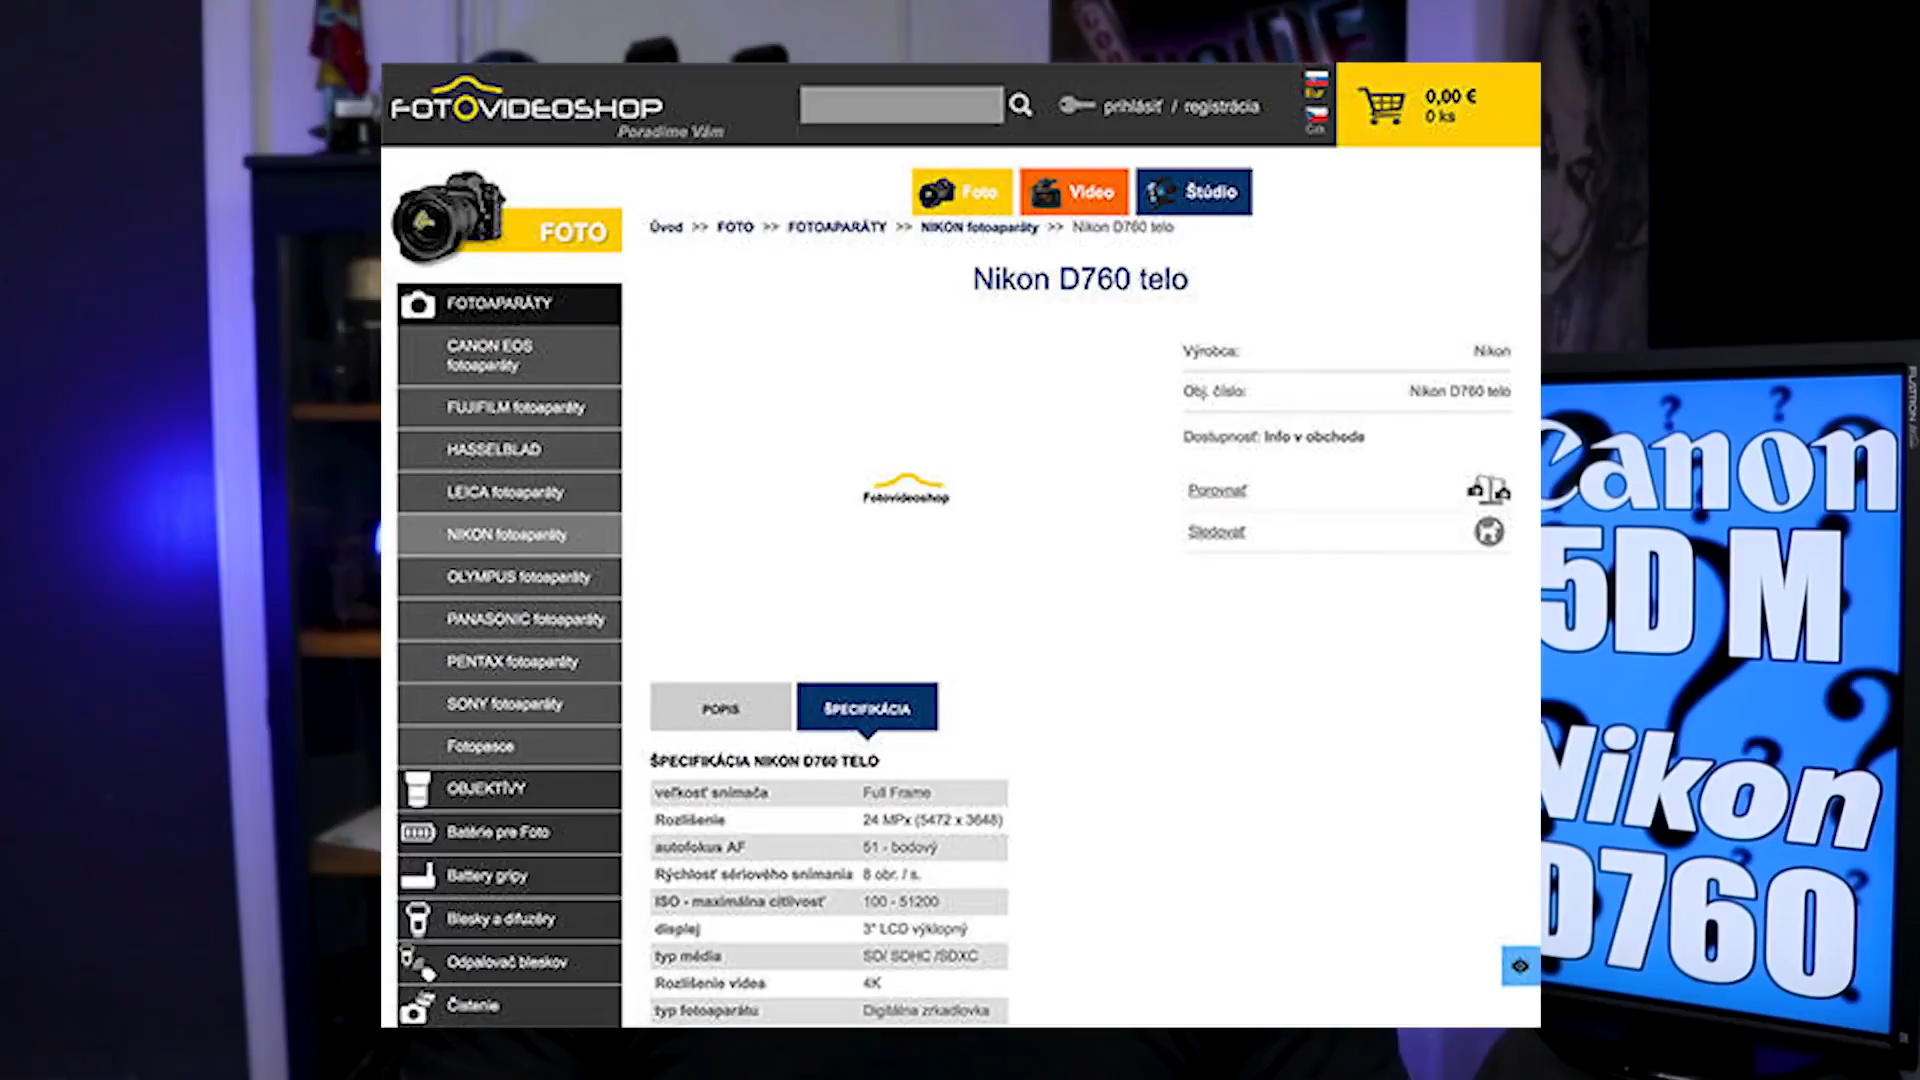 FOTOVIDEOSHOP
Poradíme Vám
prihlásiť / registrácia
Eur
Czk
0,00 €
0 ks
FOTO
Foto
Video
Štúdio
Úvod >> FOTO >> FOTOAPARÁTY >> NIKON fotoaparáty >> Nikon D760 telo
Nikon D760 telo
FOTOAPARÁTY
CANON EOS
fotoaparáty
FUJIFILM fotoaparáty
HASSELBLAD
LEICA fotoaparáty
NIKON fotoaparáty
OLYMPUS fotoaparáty
PANASONIC fotoaparáty
PENTAX fotoaparáty
SONY fotoaparáty
Fotopasce
OBJEKTÍVY
Batérie pre Foto
Battery gripy
Blesky a difuzéry
Odpaľovač bleskov
Čistenie
Výrobca: Nikon
Obj. číslo: Nikon D760 telo
Dostupnosť: Info v obchode
Porovnať
Sledovať
Fotovideoshop
POPIS
ŠPECIFIKÁCIA
ŠPECIFIKÁCIA NIKON D760 TELO
veľkosť snímača Full Frame
Rozlíšenie 24 MPx (5472 x 3648)
autofokus AF 51 - bodový
Rýchlosť sériového snímania 8 obr. / s.
ISO - maximálna citlivosť 100 - 51200
displej 3" LCD výklopný
typ média SD/ SDHC /SDXC
Rozlíšenie videa 4K
typ fotoaparátu Digitálna zrkadlovka
Canon
5D M
Nikon
D760
FLATRON